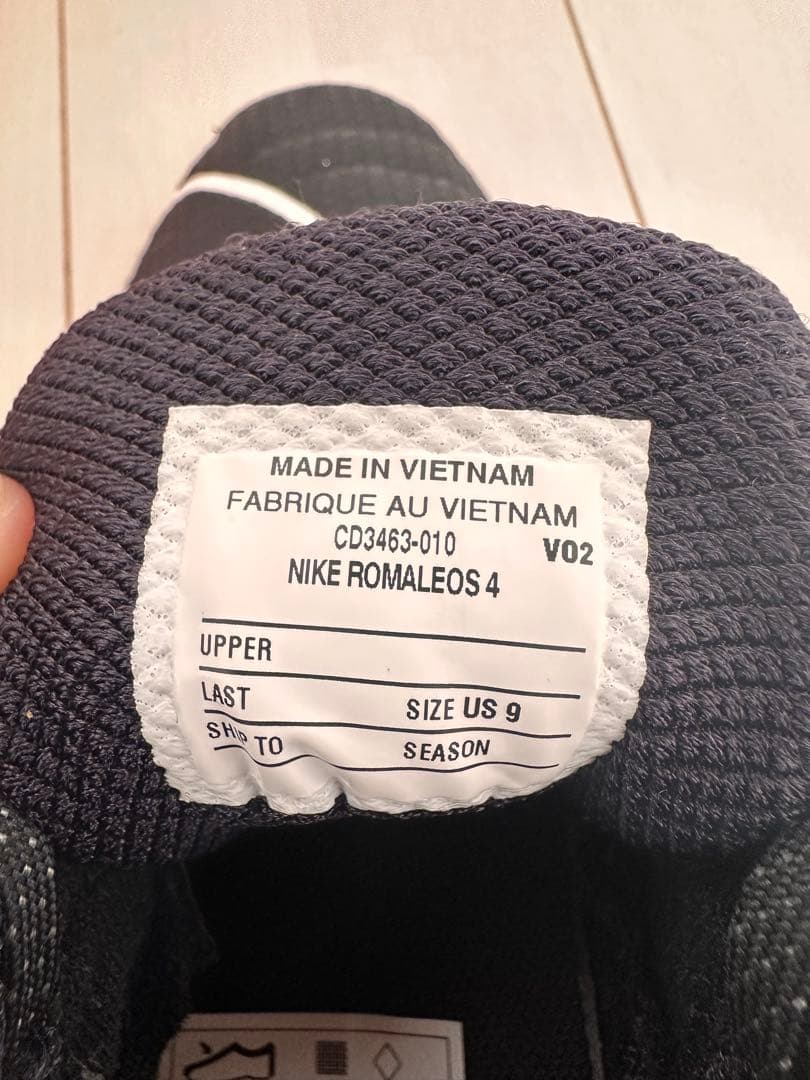 MADE IN VIETNAM
FABRIQUE AU VIETNAM
CD3463-010 V02
NIKE ROMALEOS 4
UPPER
LAST SIZE US 9
SHIP TO SEASON